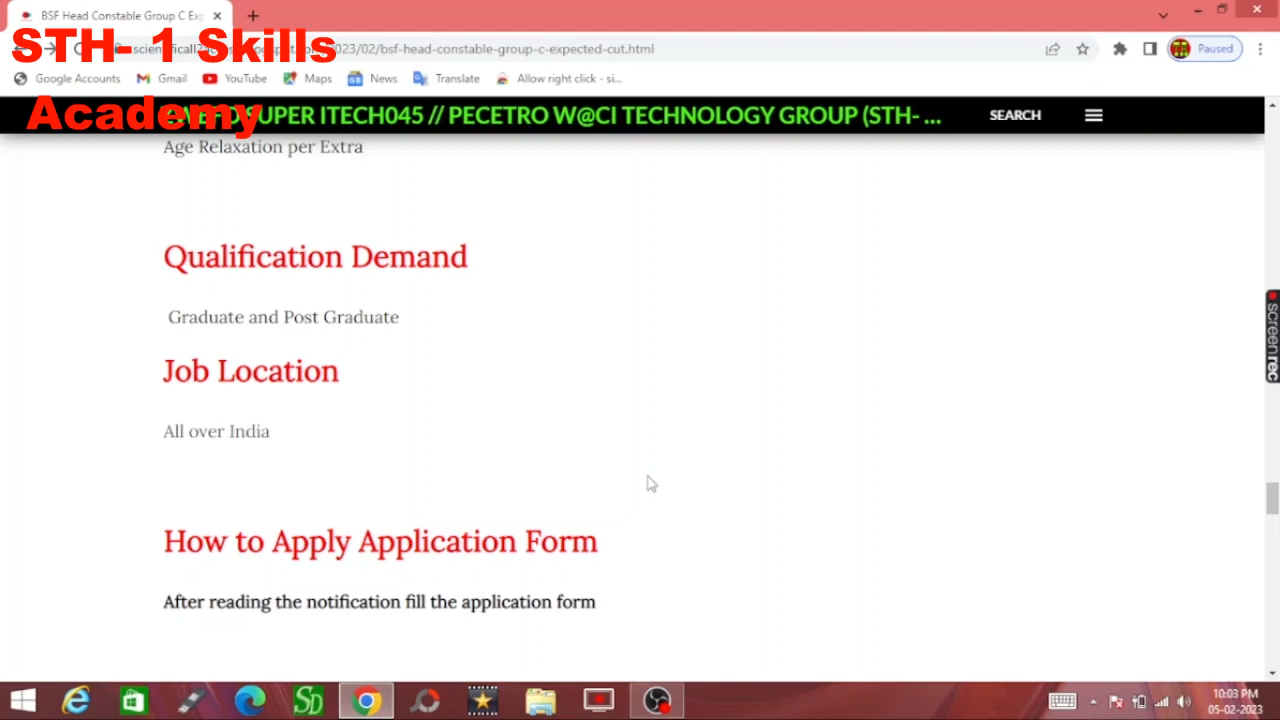 BSF Head Constable Group C Exp
STH- 1 Skills
Academy
2023/02/bsf-head-constable-group-c-expected-cut.html
Paused
Google Accounts
Gmail
YouTube
Maps
News
Translate
Allow right click - si...
SUPER ITECH045 // PECETRO W@CI TECHNOLOGY GROUP (STH- ...
SEARCH
Age Relaxation per Extra
Qualification Demand
Graduate and Post Graduate
Job Location
All over India
How to Apply Application Form
After reading the notification fill the application form
screenrec
SD
10:03 PM
05-02-2023